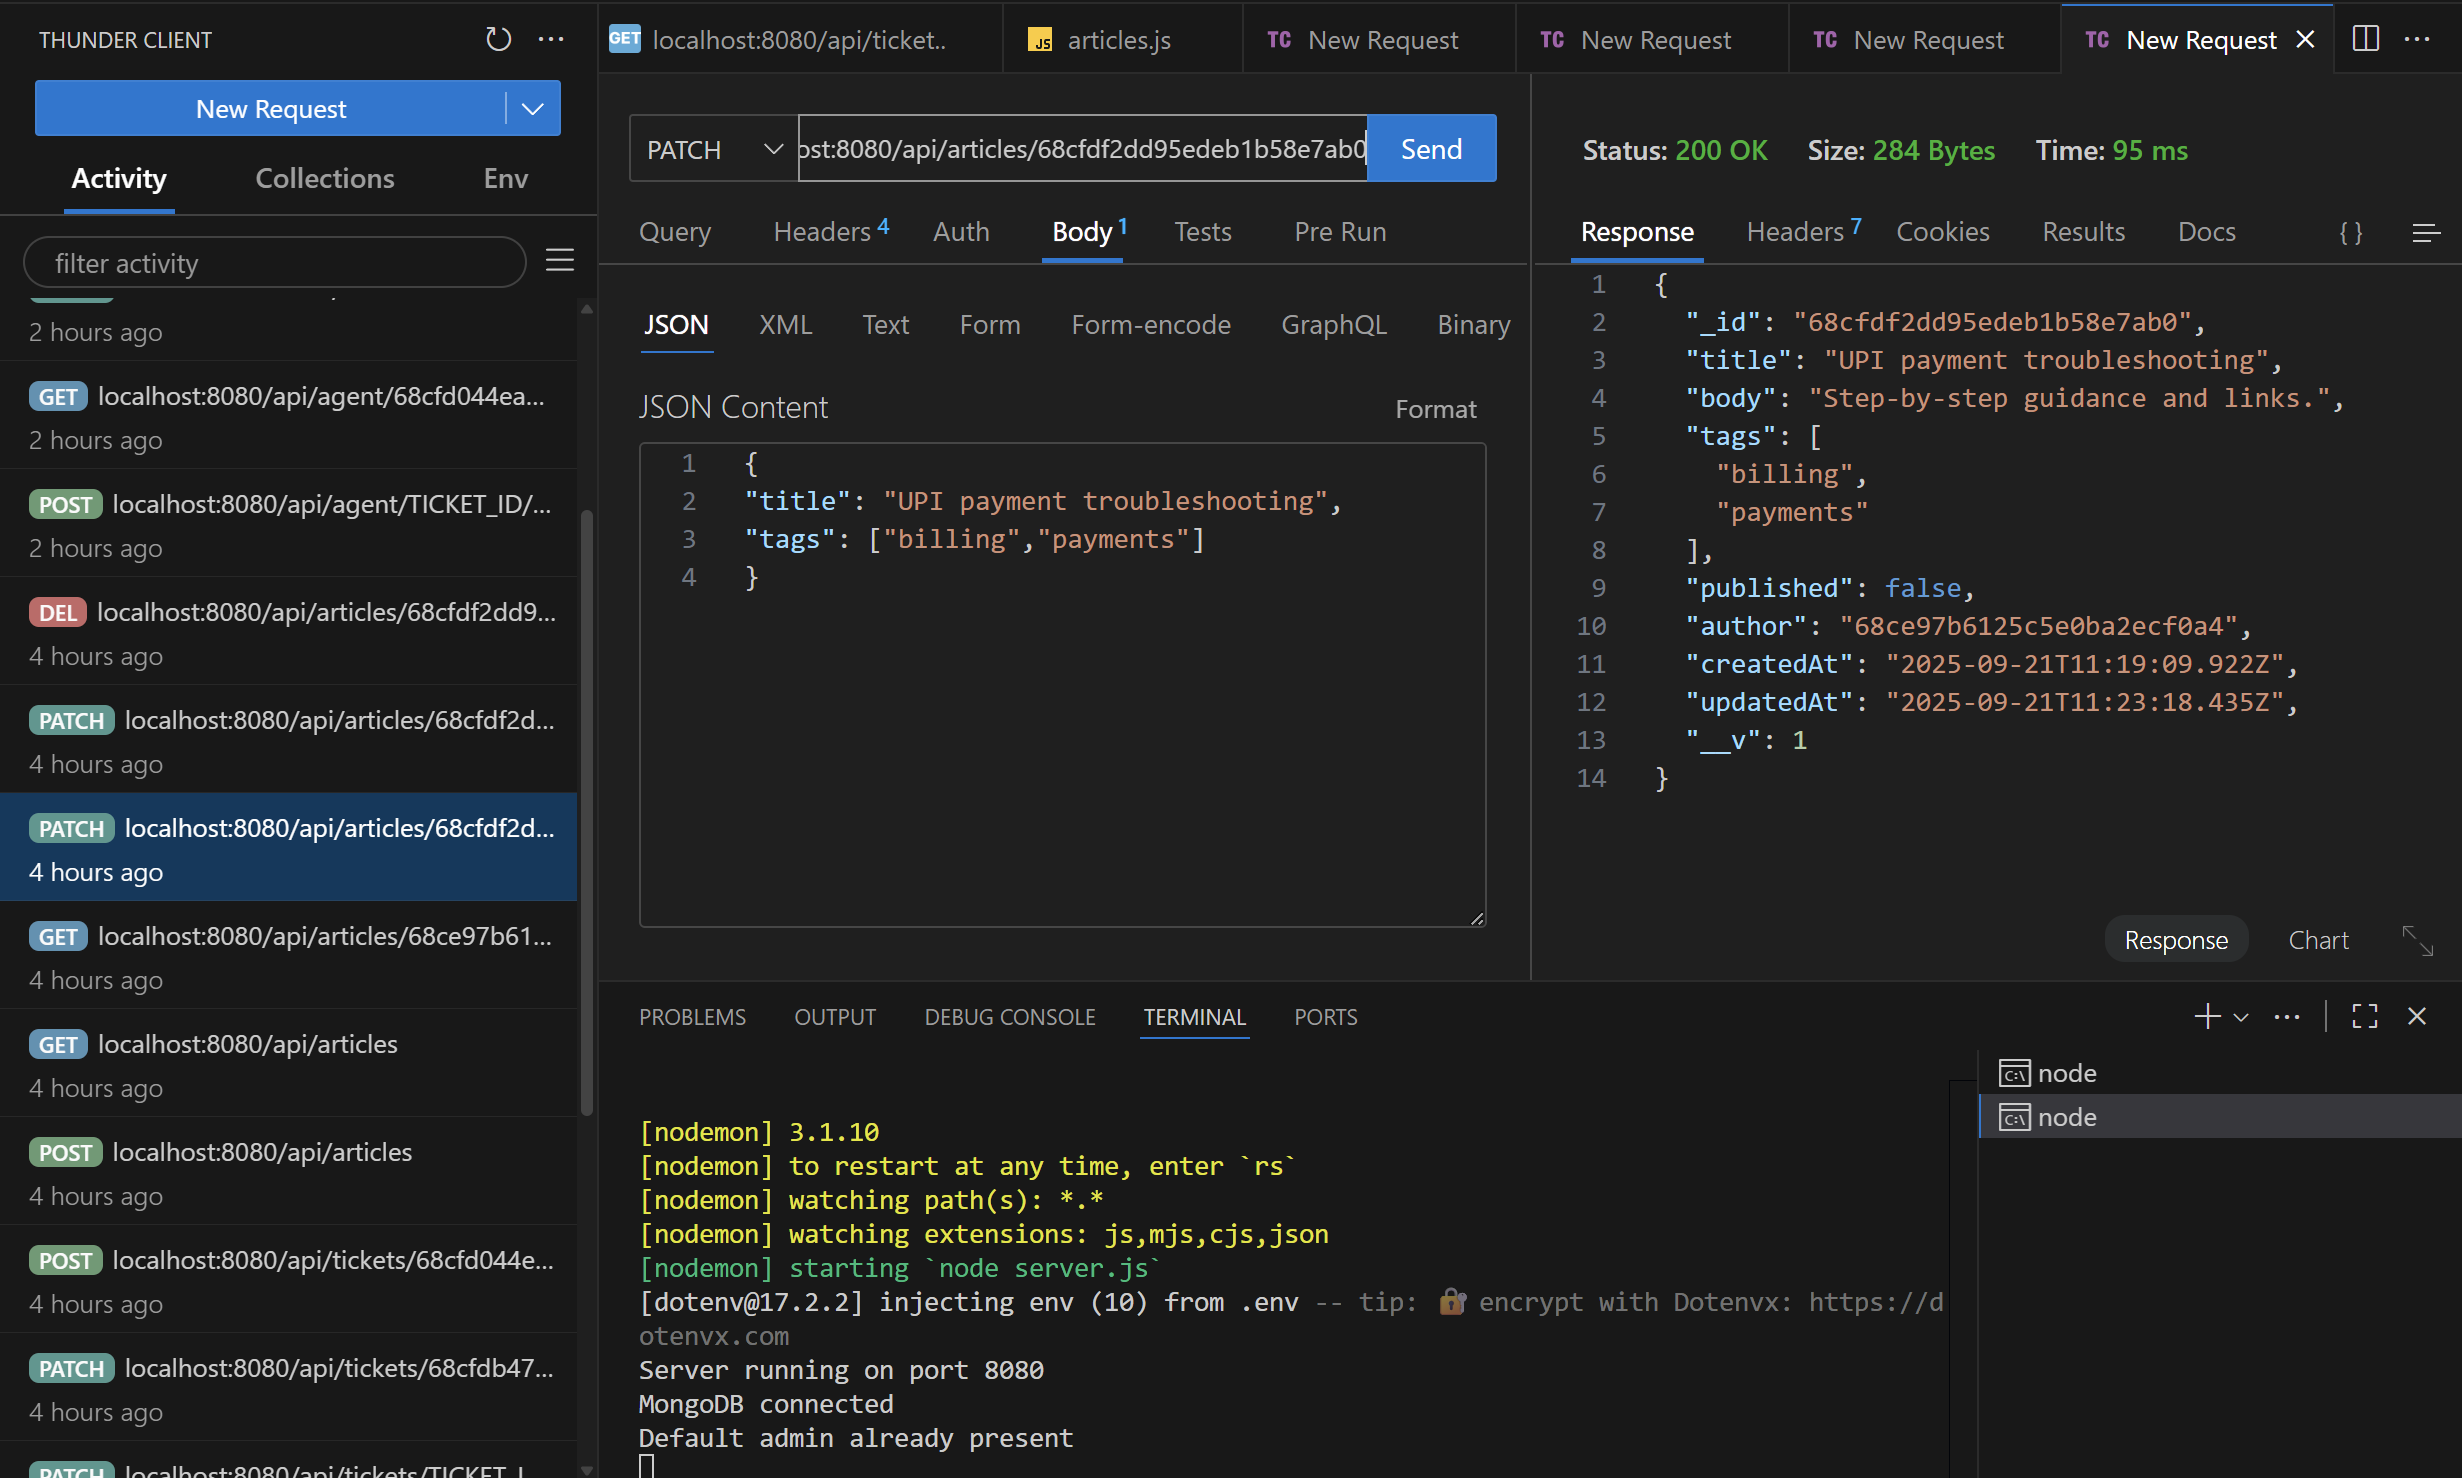 THUNDER CLIENT
New Request
Activity Collections Env
filter activity
2 hours ago
GET localhost:8080/api/agent/68cfd044ea...
2 hours ago
POST localhost:8080/api/agent/TICKET_ID/...
2 hours ago
DEL localhost:8080/api/articles/68cfdf2dd9...
4 hours ago
PATCH localhost:8080/api/articles/68cfdf2d...
4 hours ago
PATCH localhost:8080/api/articles/68cfdf2d...
4 hours ago
GET localhost:8080/api/articles/68ce97b61...
4 hours ago
GET localhost:8080/api/articles
4 hours ago
POST localhost:8080/api/articles
4 hours ago
POST localhost:8080/api/tickets/68cfd044e...
4 hours ago
PATCH localhost:8080/api/tickets/68cfdb47...
4 hours ago
PATCH localhost:8080/api/tickets/TICKET_I...
GET localhost:8080/api/ticket..
JS articles.js
TC New Request
TC New Request
TC New Request
TC New Request
PATCH ost:8080/api/articles/68cfdf2dd95edeb1b58e7ab0 Send
Query Headers 4 Auth Body 1 Tests Pre Run
JSON XML Text Form Form-encode GraphQL Binary
JSON Content Format
1 {
2 "title": "UPI payment troubleshooting",
3 "tags": ["billing","payments"]
4 }
Status: 200 OK Size: 284 Bytes Time: 95 ms
Response Headers 7 Cookies Results Docs { }
1 {
2 "_id": "68cfdf2dd95edeb1b58e7ab0",
3 "title": "UPI payment troubleshooting",
4 "body": "Step-by-step guidance and links.",
5 "tags": [
6 "billing",
7 "payments"
8 ],
9 "published": false,
10 "author": "68ce97b6125c5e0ba2ecf0a4",
11 "createdAt": "2025-09-21T11:19:09.922Z",
12 "updatedAt": "2025-09-21T11:23:18.435Z",
13 "__v": 1
14 }
Response Chart
PROBLEMS OUTPUT DEBUG CONSOLE TERMINAL PORTS
[nodemon] 3.1.10
[nodemon] to restart at any time, enter `rs`
[nodemon] watching path(s): *.*
[nodemon] watching extensions: js,mjs,cjs,json
[nodemon] starting `node server.js`
[dotenv@17.2.2] injecting env (10) from .env -- tip: 🔐 encrypt with Dotenvx: https://d
otenvx.com
Server running on port 8080
MongoDB connected
Default admin already present
node
node